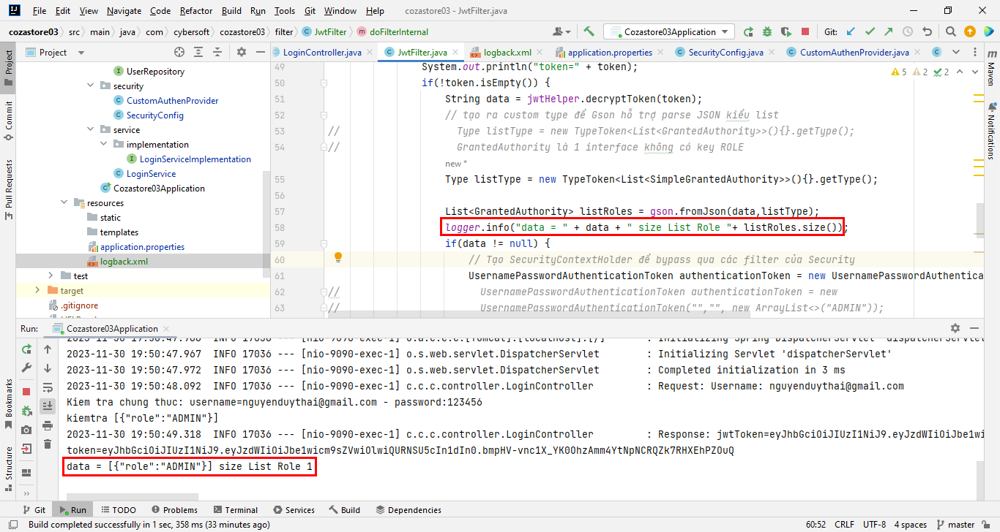 File Edit View Navigate Code Refactor Build Run Tools Git Window Help cozastore03 - JwtFilter.java
cozastore03 src main java com cybersoft cozastore03 filter JwtFilter doFilterInternal
Cozastore03Application
Git:
Project
LoginController.java JwtFilter.java logback.xml application.properties SecurityConfig.java CustomAuthenProvider.java
Project
Commit
Pull Requests
Bookmarks
Structure
UserRepository
security
CustomAuthenProvider
SecurityConfig
service
implementation
LoginServiceImplementation
LoginService
Cozastore03Application
resources
static
templates
application.properties
logback.xml
test
target
.gitignore
5 2 2
49 System.out.println("token=" + token);
50 if(!token.isEmpty()) {
51 String data = jwtHelper.decryptToken(token);
52 // tạo ra custom type để Gson hỗ trợ parse JSON kiểu list
53 // Type listType = new TypeToken<List<GrantedAuthority>>(){}.getType();
54 // GrantedAuthority là 1 interface không có key ROLE
new *
55 Type listType = new TypeToken<List<SimpleGrantedAuthority>>(){}.getType();
56
57 List<GrantedAuthority> listRoles = gson.fromJson(data,listType);
58 logger.info("data = " + data + " size List Role "+ listRoles.size());
59 if(data != null) {
60 // Tạo SecurityContextHolder để bypass qua các filter của Security
61 UsernamePasswordAuthenticationToken authenticationToken = new UsernamePasswordAuthentica
62 // UsernamePasswordAuthenticationToken authenticationToken = new
63 // UsernamePasswordAuthenticationToken("","", new ArrayList<>("ADMIN"));
m
Maven
Notifications
Run: Cozastore03Application
2023-11-30 19:50:47.966 INFO 17036 --- [nio-9090-exec-1] o.a.c.c.C.[Tomcat].[localhost].[/] : Initializing Spring DispatcherServlet 'dispatcherServlet'
2023-11-30 19:50:47.967 INFO 17036 --- [nio-9090-exec-1] o.s.web.servlet.DispatcherServlet : Initializing Servlet 'dispatcherServlet'
2023-11-30 19:50:47.972 INFO 17036 --- [nio-9090-exec-1] o.s.web.servlet.DispatcherServlet : Completed initialization in 3 ms
2023-11-30 19:50:48.092 INFO 17036 --- [nio-9090-exec-1] c.c.c.controller.LoginController : Request: Username: nguyenduythai@gmail.com
Kiem tra chung thuc: username=nguyenduythai@gmail.com - password:123456
kiemtra [{"role":"ADMIN"}]
2023-11-30 19:50:49.318 INFO 17036 --- [nio-9090-exec-1] c.c.c.controller.LoginController : Response: jwtToken=eyJhbGciOiJIUzI1NiJ9.eyJzdWIiOiJbe1wi
token=eyJhbGciOiJIUzI1NiJ9.eyJzdWIiOiJbe1wicm9sZVwiOlwiQURNSU5cIn1dIn0.bmpHV-vnc1X_YK0OhzAmm4YtNpNCRQZk7RHXEhPZOuQ
data = [{"role":"ADMIN"}] size List Role 1
Git Run TODO Problems Terminal Services Build Dependencies
Build completed successfully in 1 sec, 358 ms (33 minutes ago) 60:52 CRLF UTF-8 4 spaces master